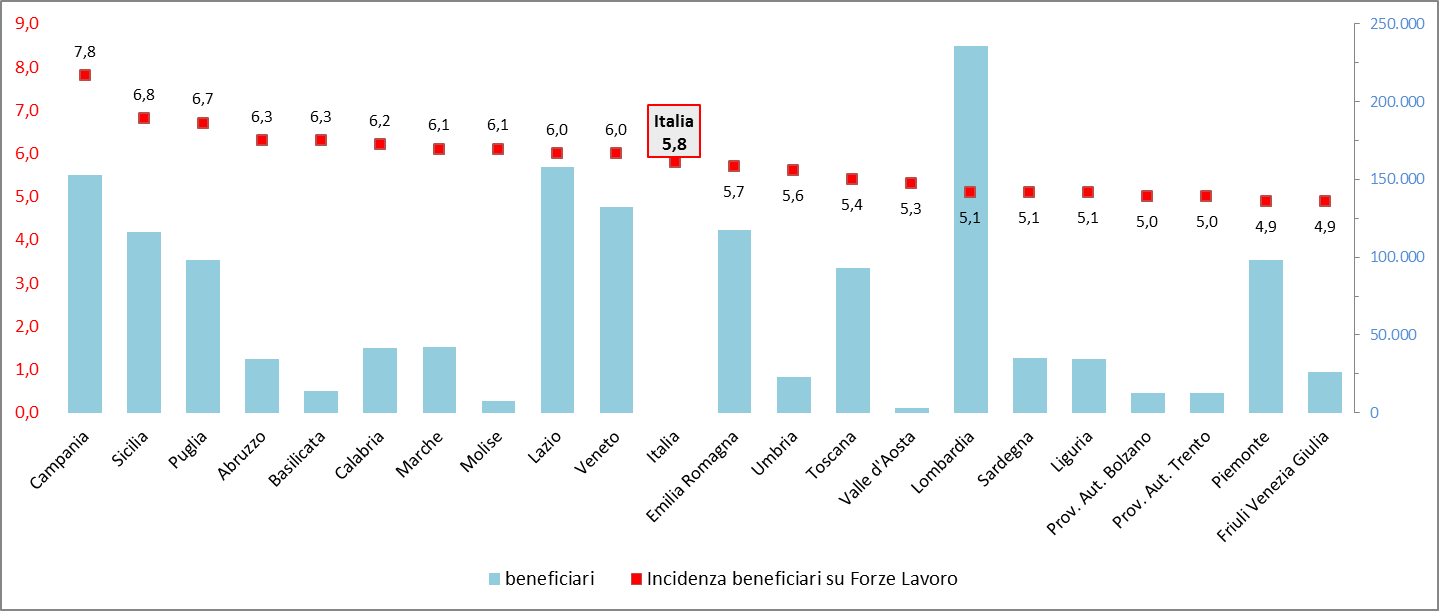 9,0
8,0
7,0
6,0
5,0
4,0
3,0
2,0
1,0
0,0
7,8
6,8
6,7
6,3
6,3
6,2
6,1
6,1
6,0
6,0
Italia
5,8
5,7
5,6
5,4
5,3
5,1
5,1
5,1
5,0
5,0
4,9
4,9
250.000
200.000
150.000
100.000
50.000
0
Campania
Sicilia
Puglia
Abruzzo
Basilicata
Calabria
Marche
Molise
Lazio
Veneto
Italia
Emilia Romagna
Umbria
Toscana
Valle d'Aosta
Lombardia
Sardegna
Liguria
Prov. Aut. Bolzano
Prov. Aut. Trento
Piemonte
Friuli Venezia Giulia
beneficiari
Incidenza beneficiari su Forze Lavoro